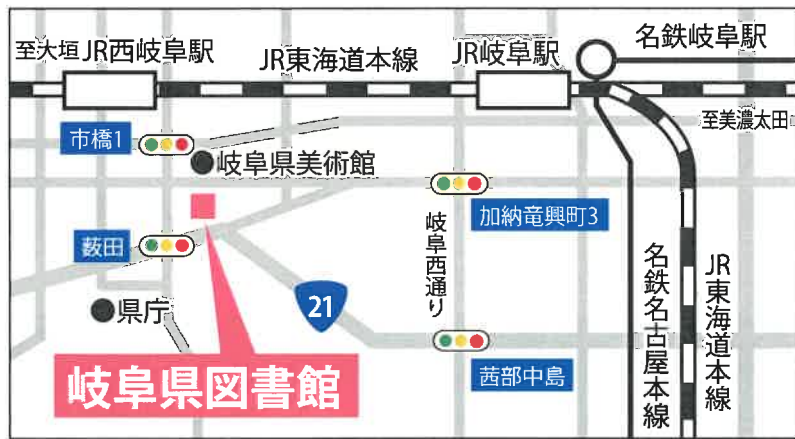 至大垣
JR西岐阜駅
JR東海道本線
JR岐阜駅
名鉄岐阜駅
至美濃太田
市橋1
岐阜県美術館
加納竜興町3
薮田
岐阜西通り
県庁
21
名鉄名古屋本線
JR東海道本線
茜部中島
岐阜県図書館